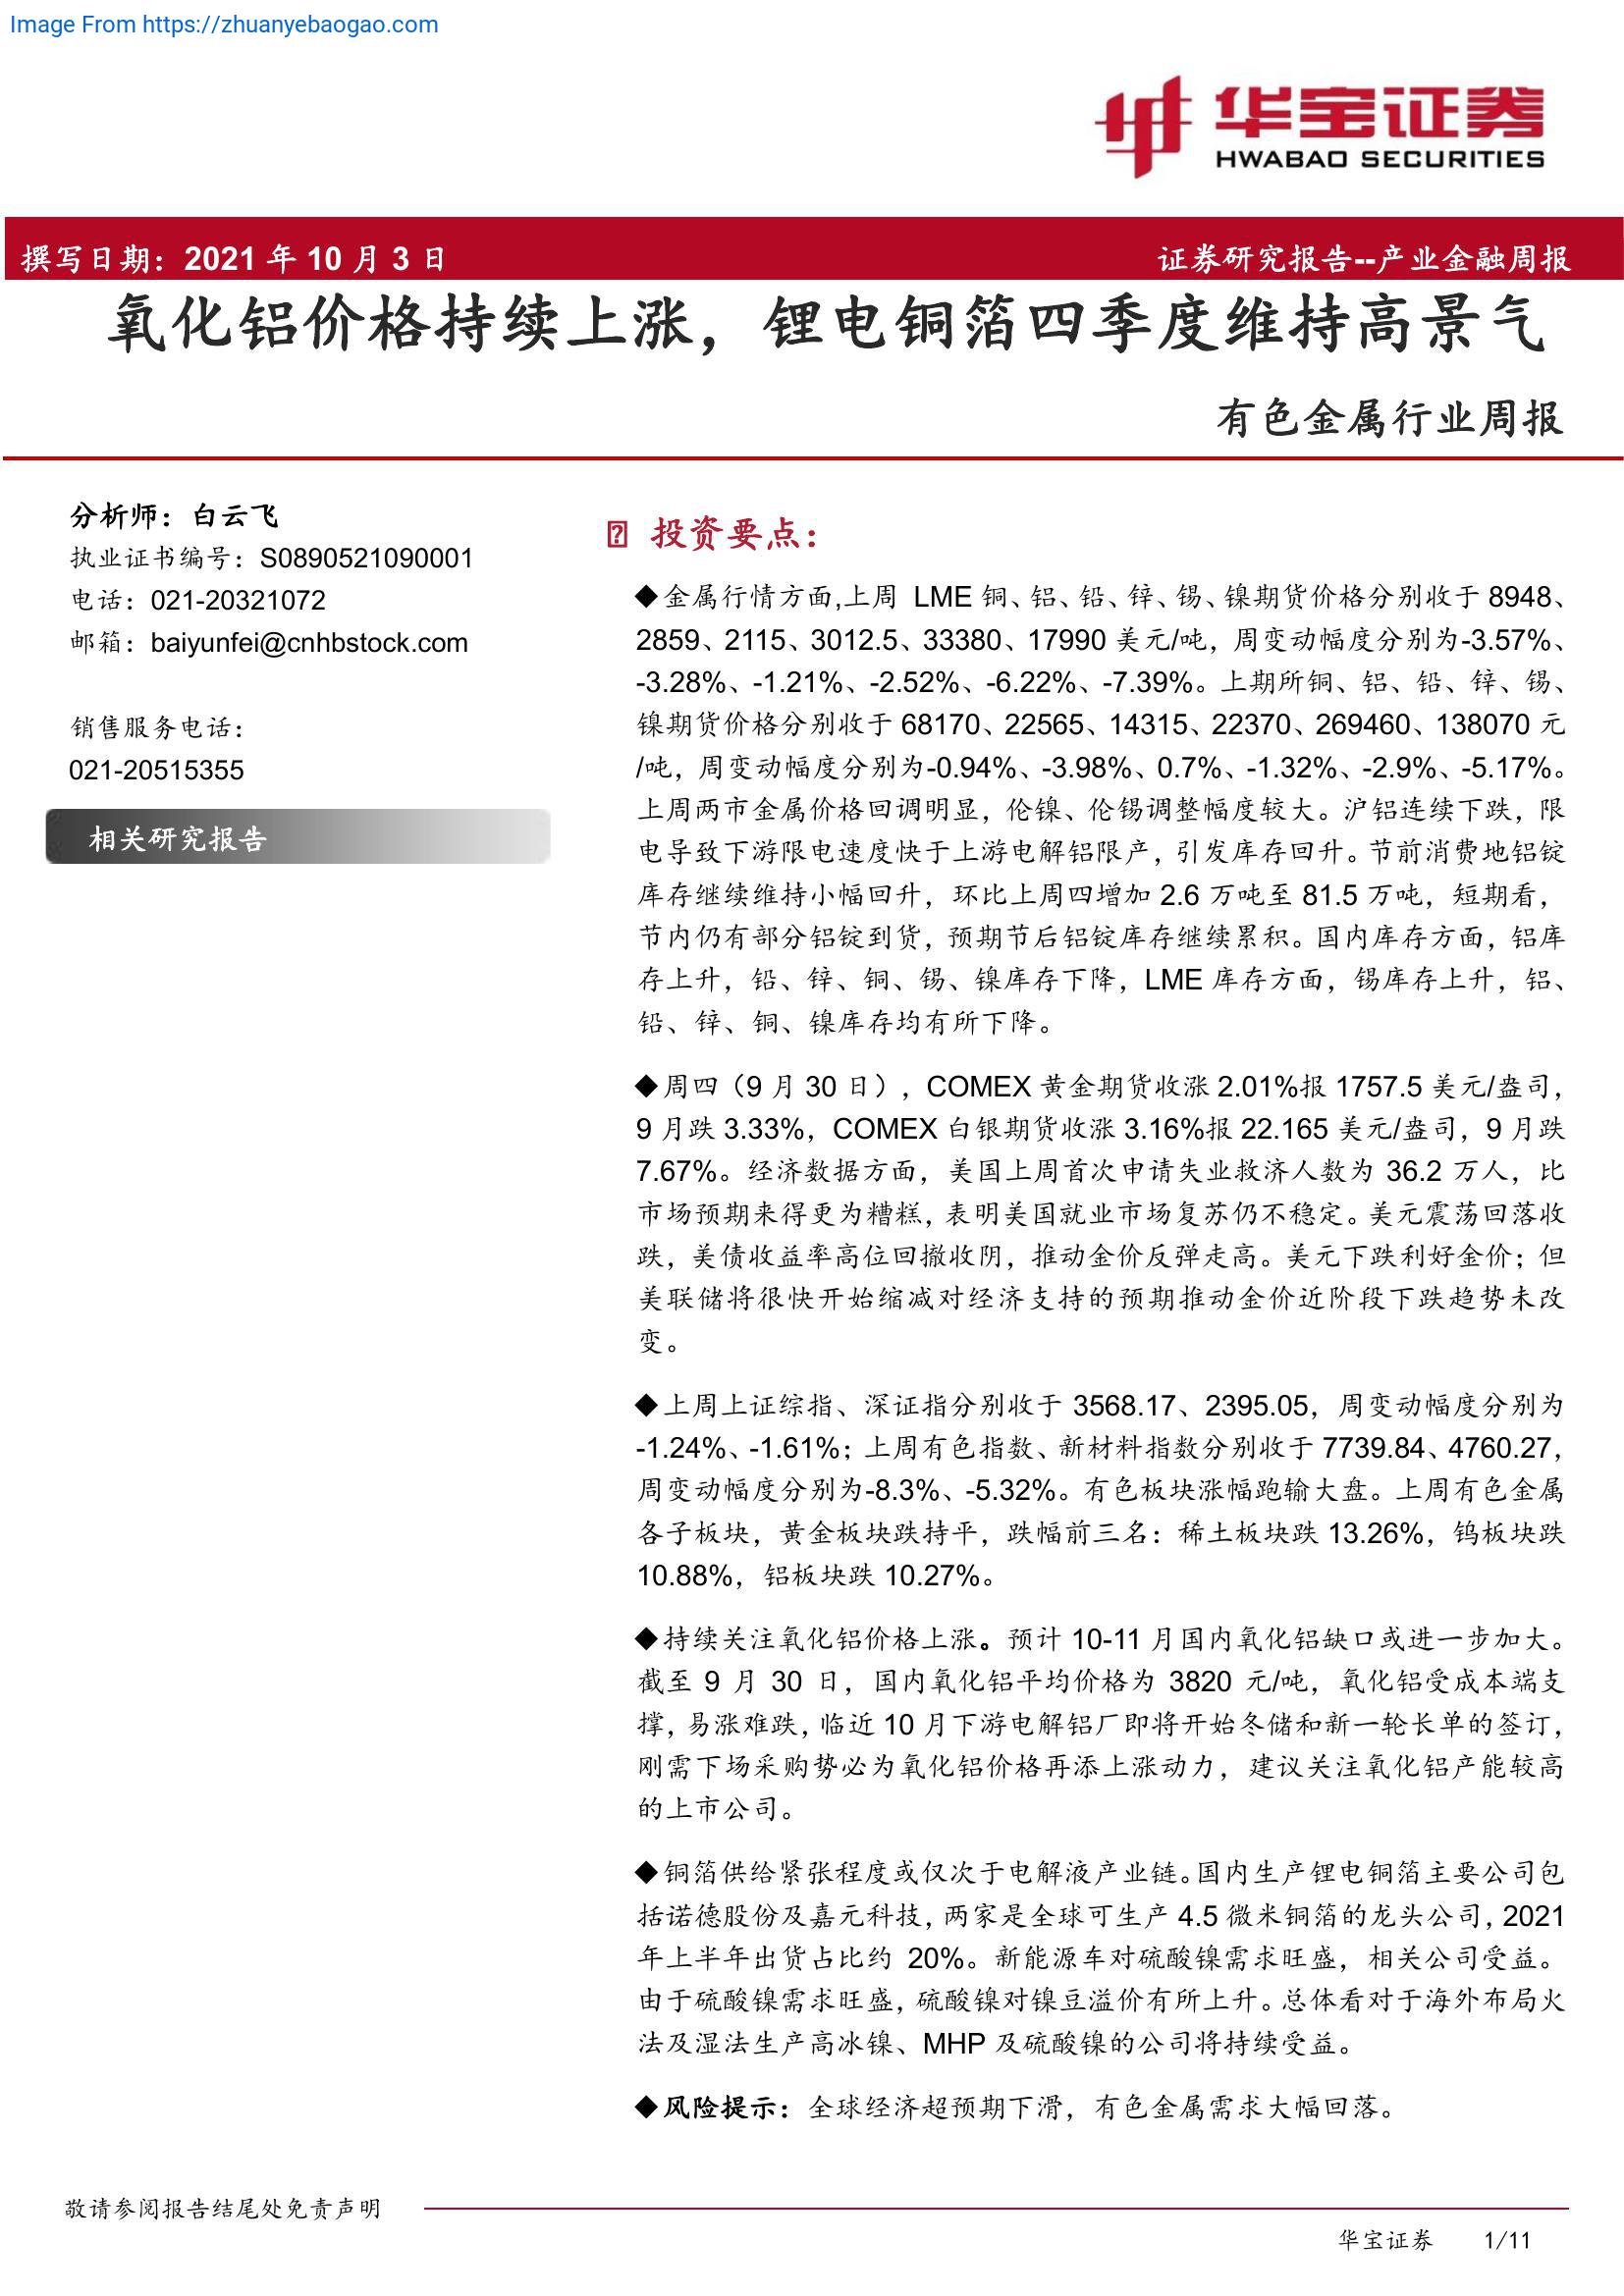 Image From https://zhuanyebaogao.com
华宝证券
HWABAO SECURITIES
撰写日期：2021 年 10 月 3 日
证券研究报告--产业金融周报
氧化铝价格持续上涨，锂电铜箔四季度维持高景气
有色金属行业周报
分析师：白云飞
执业证书编号：S0890521090001
电话：021-20321072
邮箱：baiyunfei@cnhbstock.com
销售服务电话：
021-20515355
相关研究报告
投资要点：
◆金属行情方面,上周 LME 铜、铝、铅、锌、锡、镍期货价格分别收于 8948、
2859、2115、3012.5、33380、17990 美元/吨，周变动幅度分别为-3.57%、
-3.28%、-1.21%、-2.52%、-6.22%、-7.39%。上期所铜、铝、铅、锌、锡、
镍期货价格分别收于 68170、22565、14315、22370、269460、138070 元
/吨，周变动幅度分别为-0.94%、-3.98%、0.7%、-1.32%、-2.9%、-5.17%。
上周两市金属价格回调明显，伦镍、伦锡调整幅度较大。沪铝连续下跌，限
电导致下游限电速度快于上游电解铝限产，引发库存回升。节前消费地铝锭
库存继续维持小幅回升，环比上周四增加 2.6 万吨至 81.5 万吨，短期看，
节内仍有部分铝锭到货，预期节后铝锭库存继续累积。国内库存方面，铝库
存上升，铅、锌、铜、锡、镍库存下降，LME 库存方面，锡库存上升，铝、
铅、锌、铜、镍库存均有所下降。
◆周四（9 月 30 日），COMEX 黄金期货收涨 2.01%报 1757.5 美元/盎司，
9 月跌 3.33%，COMEX 白银期货收涨 3.16%报 22.165 美元/盎司，9 月跌
7.67%。经济数据方面，美国上周首次申请失业救济人数为 36.2 万人，比
市场预期来得更为糟糕，表明美国就业市场复苏仍不稳定。美元震荡回落收
跌，美债收益率高位回撤收阴，推动金价反弹走高。美元下跌利好金价；但
美联储将很快开始缩减对经济支持的预期推动金价近阶段下跌趋势未改
变。
◆上周上证综指、深证指分别收于 3568.17、2395.05，周变动幅度分别为
-1.24%、-1.61%；上周有色指数、新材料指数分别收于 7739.84、4760.27，
周变动幅度分别为-8.3%、-5.32%。有色板块涨幅跑输大盘。上周有色金属
各子板块，黄金板块跌持平，跌幅前三名：稀土板块跌 13.26%，钨板块跌
10.88%，铝板块跌 10.27%。
◆持续关注氧化铝价格上涨。预计 10-11 月国内氧化铝缺口或进一步加大。
截至 9 月 30 日，国内氧化铝平均价格为 3820 元/吨，氧化铝受成本端支
撑，易涨难跌，临近 10 月下游电解铝厂即将开始冬储和新一轮长单的签订，
刚需下场采购势必为氧化铝价格再添上涨动力，建议关注氧化铝产能较高
的上市公司。
◆铜箔供给紧张程度或仅次于电解液产业链。国内生产锂电铜箔主要公司包
括诺德股份及嘉元科技，两家是全球可生产 4.5 微米铜箔的龙头公司，2021
年上半年出货占比约 20%。新能源车对硫酸镍需求旺盛，相关公司受益。
由于硫酸镍需求旺盛，硫酸镍对镍豆溢价有所上升。总体看对于海外布局火
法及湿法生产高冰镍、MHP 及硫酸镍的公司将持续受益。
◆风险提示：全球经济超预期下滑，有色金属需求大幅回落。
敬请参阅报告结尾处免责声明
华宝证券 1/11